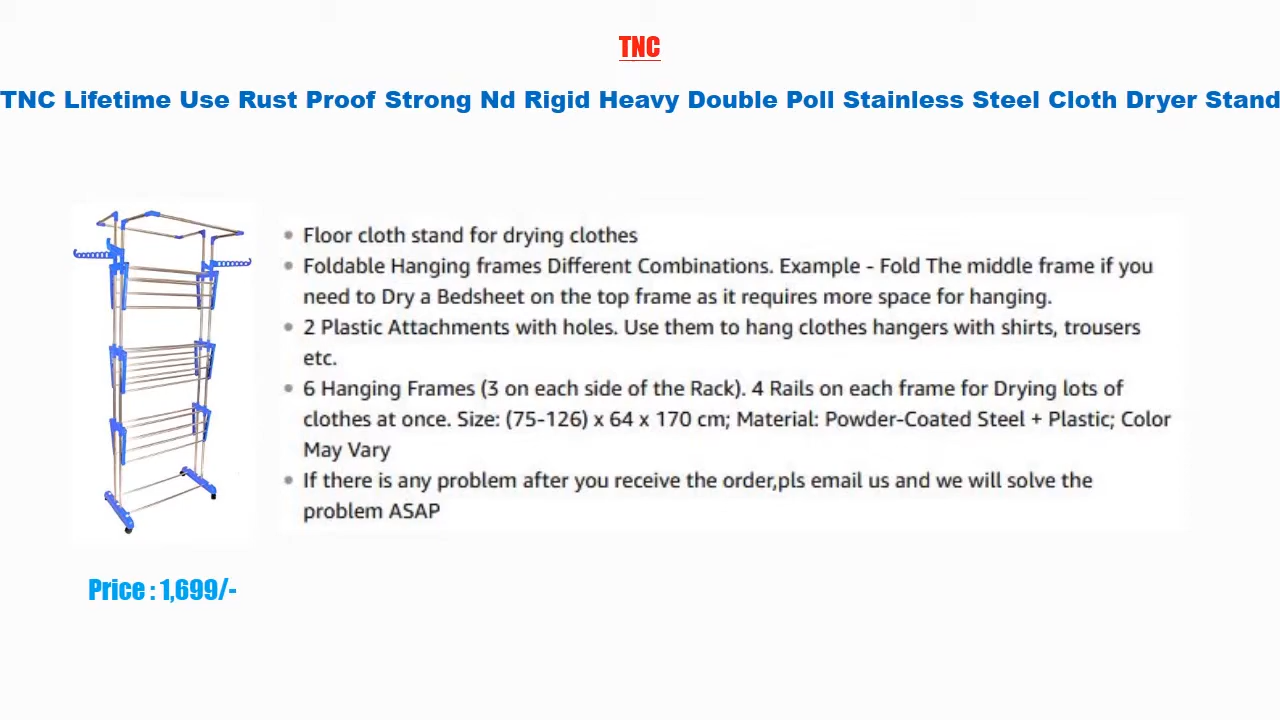 TNC
TNC Lifetime Use Rust Proof Strong Nd Rigid Heavy Double Poll Stainless Steel Cloth Dryer Stand
Floor cloth stand for drying clothes
Foldable Hanging frames Different Combinations. Example - Fold The middle frame if you
need to Dry a Bedsheet on the top frame as it requires more space for hanging.
2 Plastic Attachments with holes. Use them to hang clothes hangers with shirts, trousers
etc.
6 Hanging Frames (3 on each side of the Rack). 4 Rails on each frame for Drying lots of
clothes at once. Size: (75-126) x 64 x 170 cm; Material: Powder-Coated Steel + Plastic; Color
May Vary
If there is any problem after you receive the order,pls email us and we will solve the
problem ASAP
Price : 1,699/-